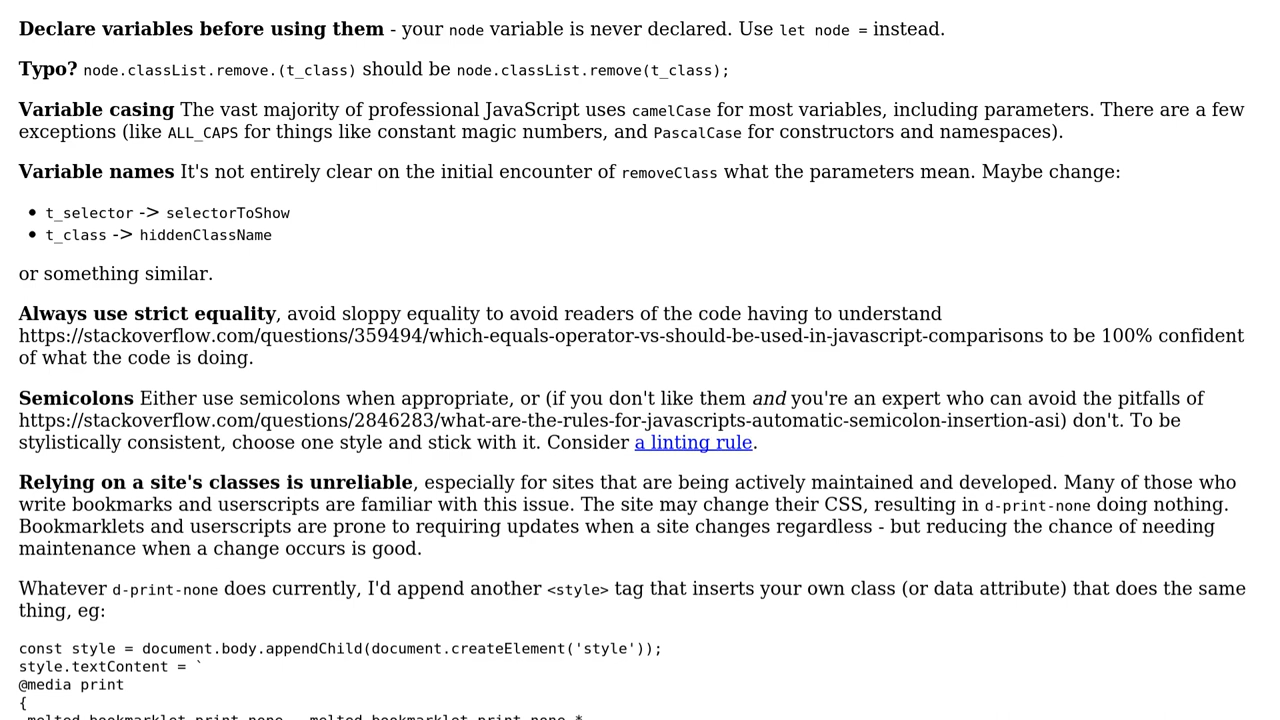 Declare variables before using them - your node variable is never declared. Use let node = instead.
Typo? node.classList.remove.(t_class) should be node.classList.remove(t_class);
Variable casing The vast majority of professional JavaScript uses camelCase for most variables, including parameters. There are a few
exceptions (like ALL_CAPS for things like constant magic numbers, and PascalCase for constructors and namespaces).
Variable names It's not entirely clear on the initial encounter of removeClass what the parameters mean. Maybe change:
• t_selector -> selectorToShow
• t_class -> hiddenClassName
or something similar.
Always use strict equality, avoid sloppy equality to avoid readers of the code having to understand
https://stackoverflow.com/questions/359494/which-equals-operator-vs-should-be-used-in-javascript-comparisons to be 100% confident
of what the code is doing.
Semicolons Either use semicolons when appropriate, or (if you don't like them and you're an expert who can avoid the pitfalls of
https://stackoverflow.com/questions/2846283/what-are-the-rules-for-javascripts-automatic-semicolon-insertion-asi) don't. To be
stylistically consistent, choose one style and stick with it. Consider a linting rule.
Relying on a site's classes is unreliable, especially for sites that are being actively maintained and developed. Many of those who
write bookmarks and userscripts are familiar with this issue. The site may change their CSS, resulting in d-print-none doing nothing.
Bookmarklets and userscripts are prone to requiring updates when a site changes regardless - but reducing the chance of needing
maintenance when a change occurs is good.
Whatever d-print-none does currently, I'd append another <style> tag that inserts your own class (or data attribute) that does the same
thing, eg:
const style = document.body.appendChild(document.createElement('style'));
style.textContent = `
@media print
{